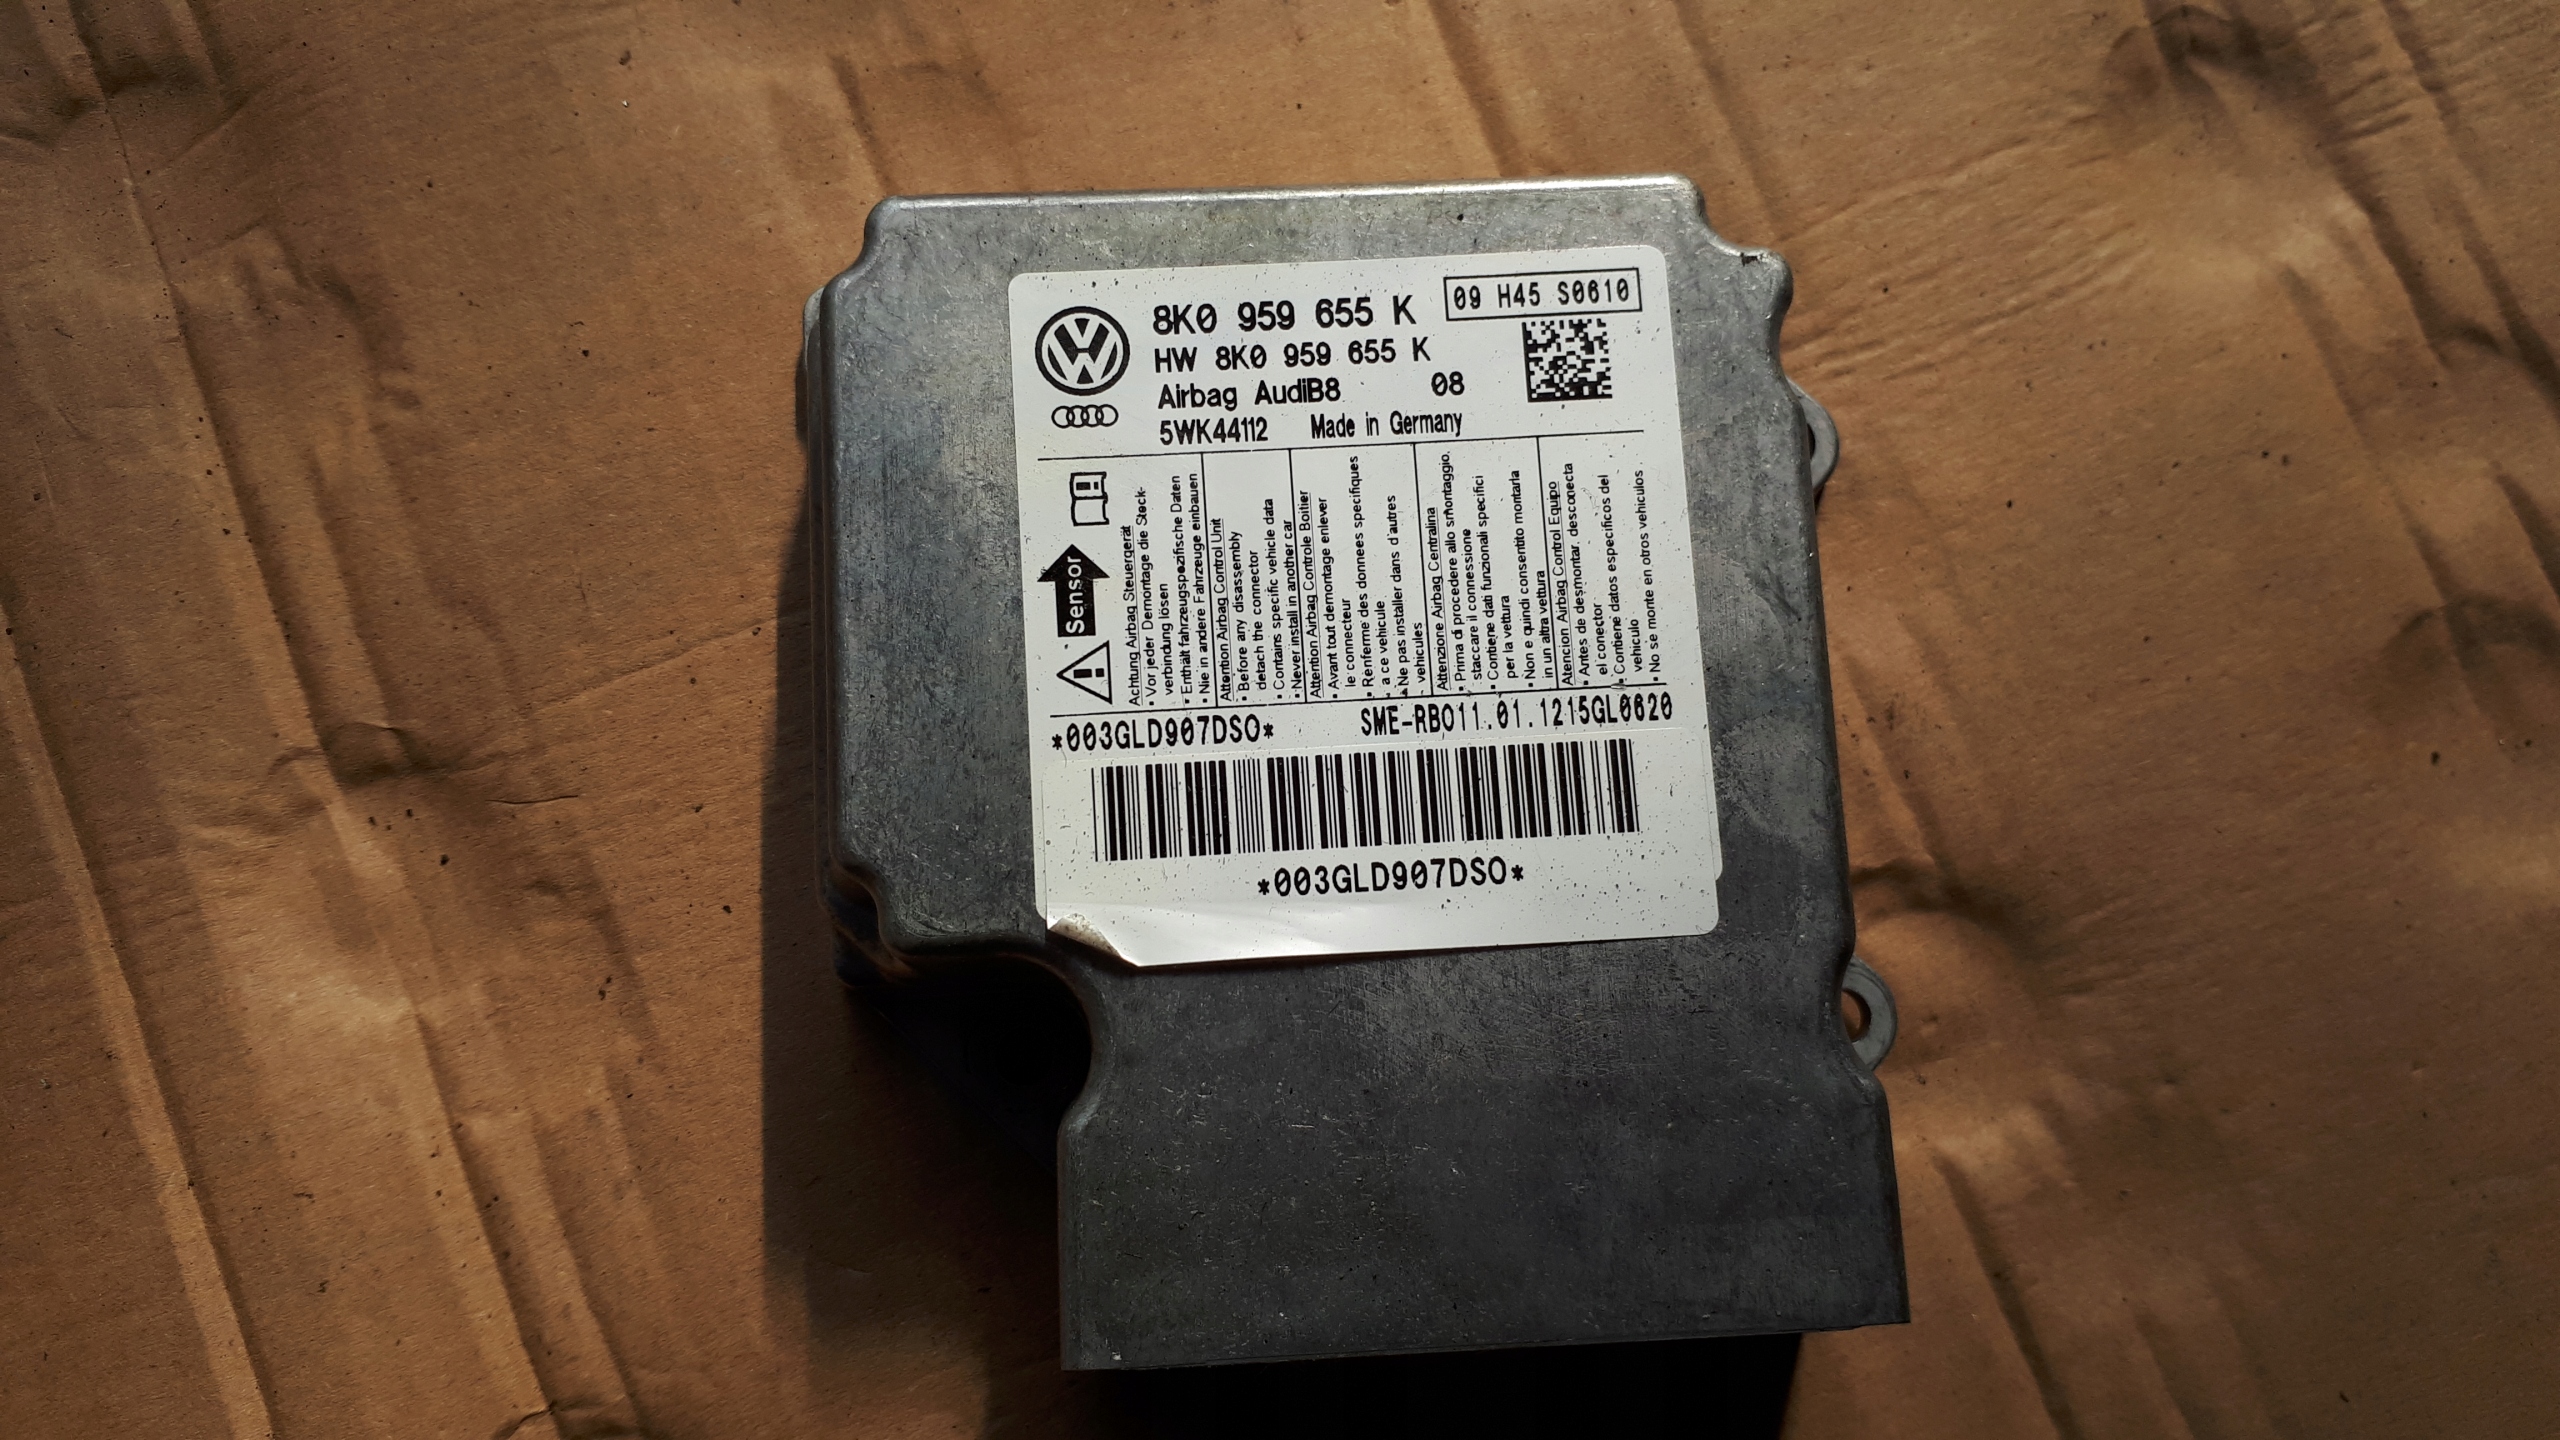 8K0 959 655 K
09 H45 S0610
HW 8K0 959 655 K
Airbag AudiB8 08
5WK44112 Made in Germany
Sensor
Achtung Airbag Steuergerät
• Vor jeder Demontage die Steck-
verbindung lösen
• Enthält fahrzeugspezifische Daten
• Nie in andere Fahrzeuge einbauen
Attention Airbag Control Unit
• Before any disassembly
detach the connector
• Contains specific vehicle data
• Never install in another car
Attention Airbag Controle Boitier
• Avant tout demontage enlever
le connecteur
• Renferme des donnees specifiques
a ce vehicule
• Ne pas installer dans d'autres
vehicules
Attenzione Airbag Centralina
• Prima di procedere allo smontaggio,
staccare il connessione
• Contiene dati funzionali specifici
per la vettura
• Non e quindi consentito montarla
in un altra vettura
Atencion Airbag Control Equipo
• Antes de desmontar, desconecta
el conector
• Contiene datos especificos del
vehiculo
• No se monte en otros vehiculos
*003GLD907DSO* SME-RBO11.01.1215GL0620
*003GLD907DSO*